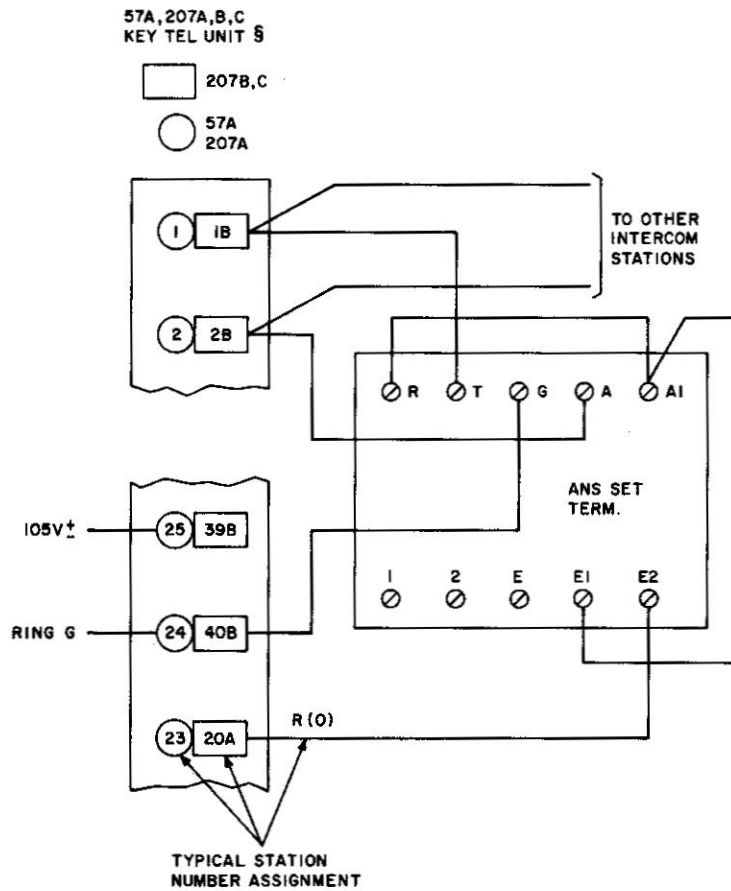 57A, 207A, B, C
KEY TEL UNIT §
207B, C
57A
207A
1 1B
TO OTHER
INTERCOM
STATIONS
2 2B
R T G A A1
ANS SET
TERM.
105V± 25 39B
1 2 E E1 E2
RING G 24 40B
R (0)
23 20A
TYPICAL STATION
NUMBER ASSIGNMENT